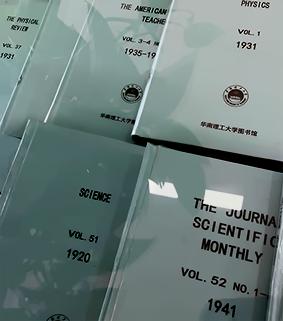 THE PHYSICAL
REVIEW
VOL. 37
1931
THE AMERICAN
TEACHE
VOL. 3-4
1935-19
华南理工大学图书馆
PHYSICS
VOL. 1
1931
华南理工大学图书馆
SCIENCE
VOL. 51
1920
THE JOURNA
SCIENTIFIC
MONTHLY
VOL. 52 NO. 1-
1941